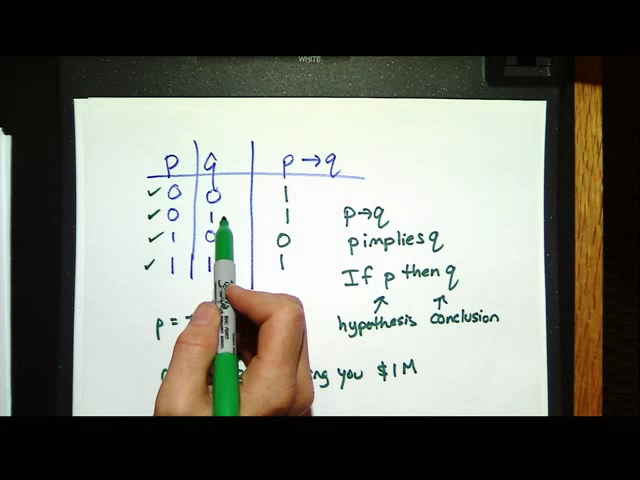 WHITE
p q p → q
✓ 0 0 1
✓ 0 1 1
✓ 1 0 0
✓ 1 1 1
p→q
p implies q
If p then q
hypothesis conclusion
p =
you $1M